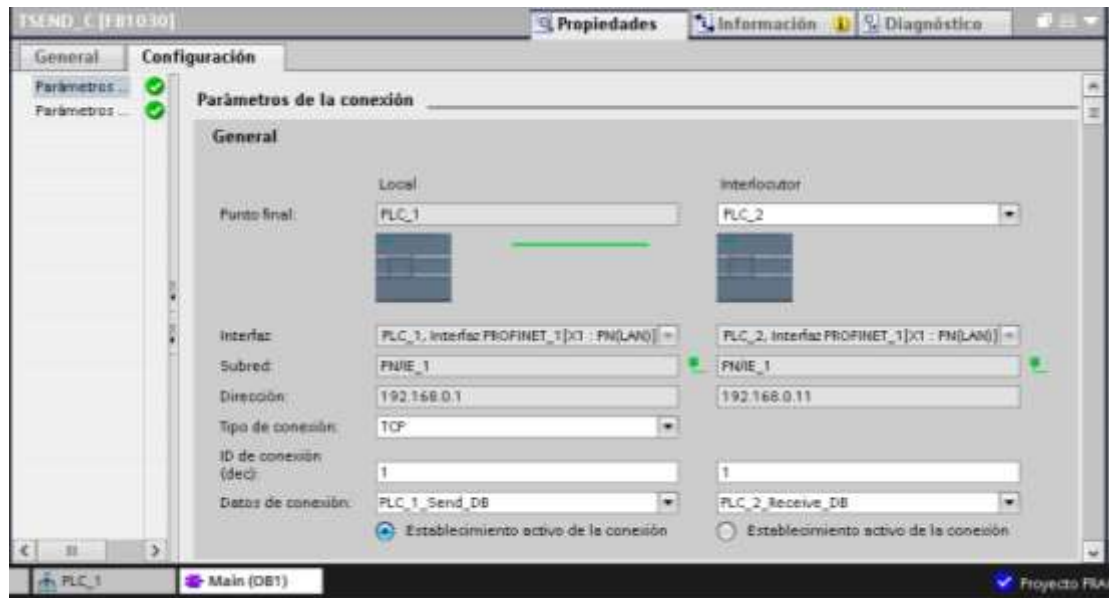 TSEND_C [FB1030]
Propiedades Información Diagnóstico
General Configuración
Parámetros ...
Parámetros ...
Parámetros de la conexión
General
Local Interlocutor
Punto final: PLC_1 PLC_2
Interfaz: PLC_1, Interfaz PROFINET_1[X1 : PN(LAN)] PLC_2, Interfaz PROFINET_1[X1 : PN(LAN)]
Subred: PN/IE_1 PN/IE_1
Dirección: 192.168.0.1 192.168.0.11
Tipo de conexión: TCP
ID de conexión
(dec): 1 1
Datos de conexión: PLC_1_Send_DB PLC_2_Receive_DB
Establecimiento activo de la conexión Establecimiento activo de la conexión
PLC_1 Main (OB1) Proyecto